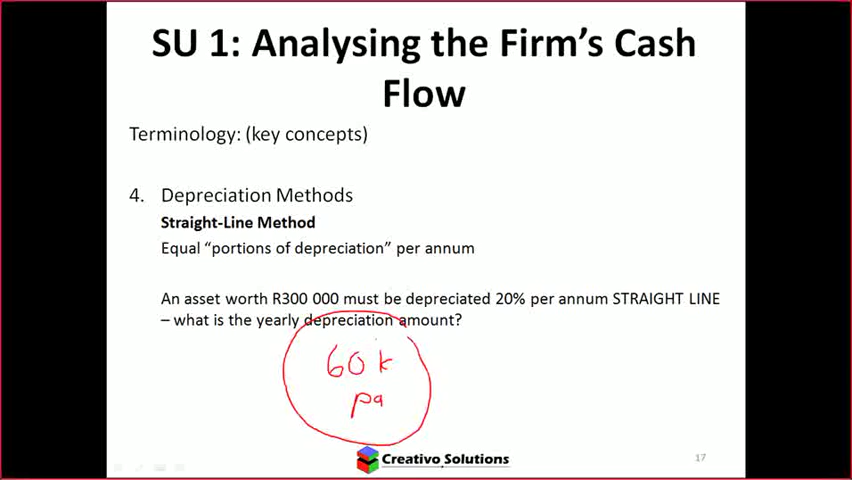 SU 1: Analysing the Firm’s Cash
Flow
Terminology: (key concepts)
4. Depreciation Methods
Straight-Line Method
Equal “portions of depreciation” per annum
An asset worth R300 000 must be depreciated 20% per annum STRAIGHT LINE
– what is the yearly depreciation amount?
60 k
pa
Creativo Solutions
17